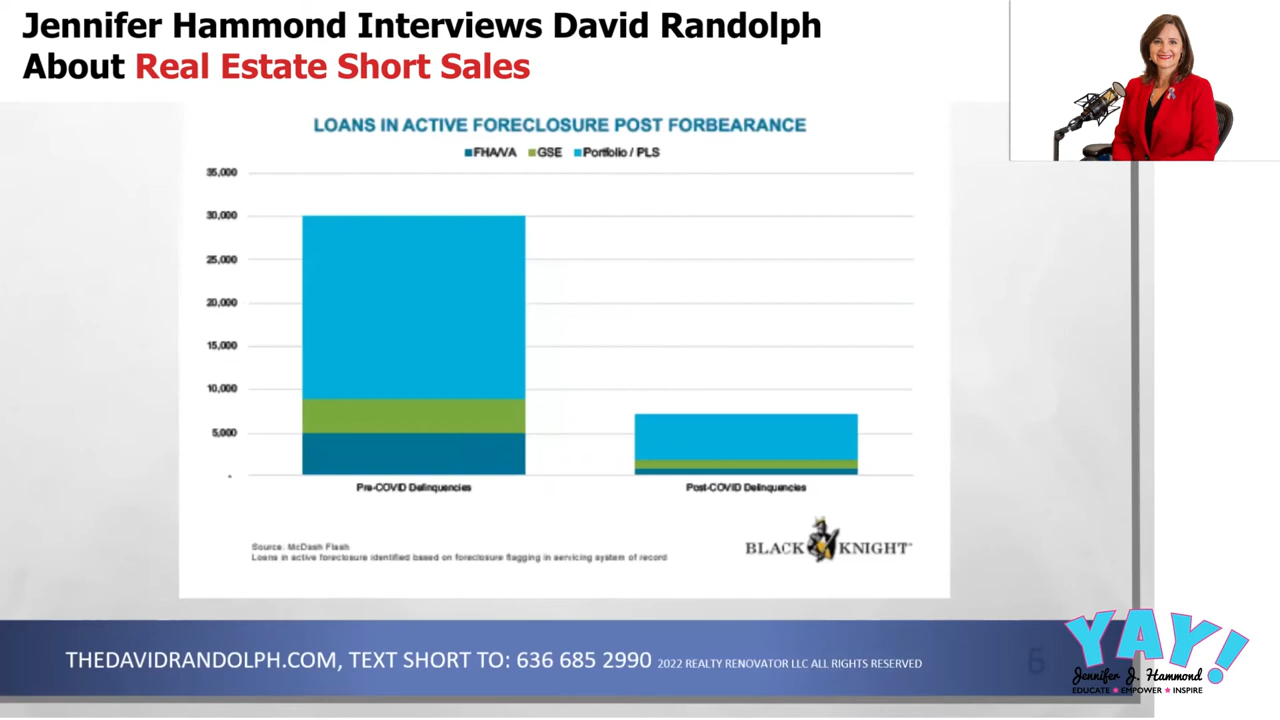 Jennifer Hammond Interviews David Randolph
About Real Estate Short Sales
LOANS IN ACTIVE FORECLOSURE POST FORBEARANCE
FHA/VA GSE Portfolio / PLS
35,000
30,000
25,000
20,000
15,000
10,000
5,000
-
Pre-COVID Delinquencies Post-COVID Delinquencies
Source: McDash Flash
Loans in active foreclosure identified based on foreclosure flagging in servicing system of record
BLACK KNIGHT
THEDAVIDRANDOLPH.COM, TEXT SHORT TO: 636 685 2990 2022 REALTY RENOVATOR LLC ALL RIGHTS RESERVED
6
YAY!
Jennifer J. Hammond
EDUCATE ★ EMPOWER ★ INSPIRE